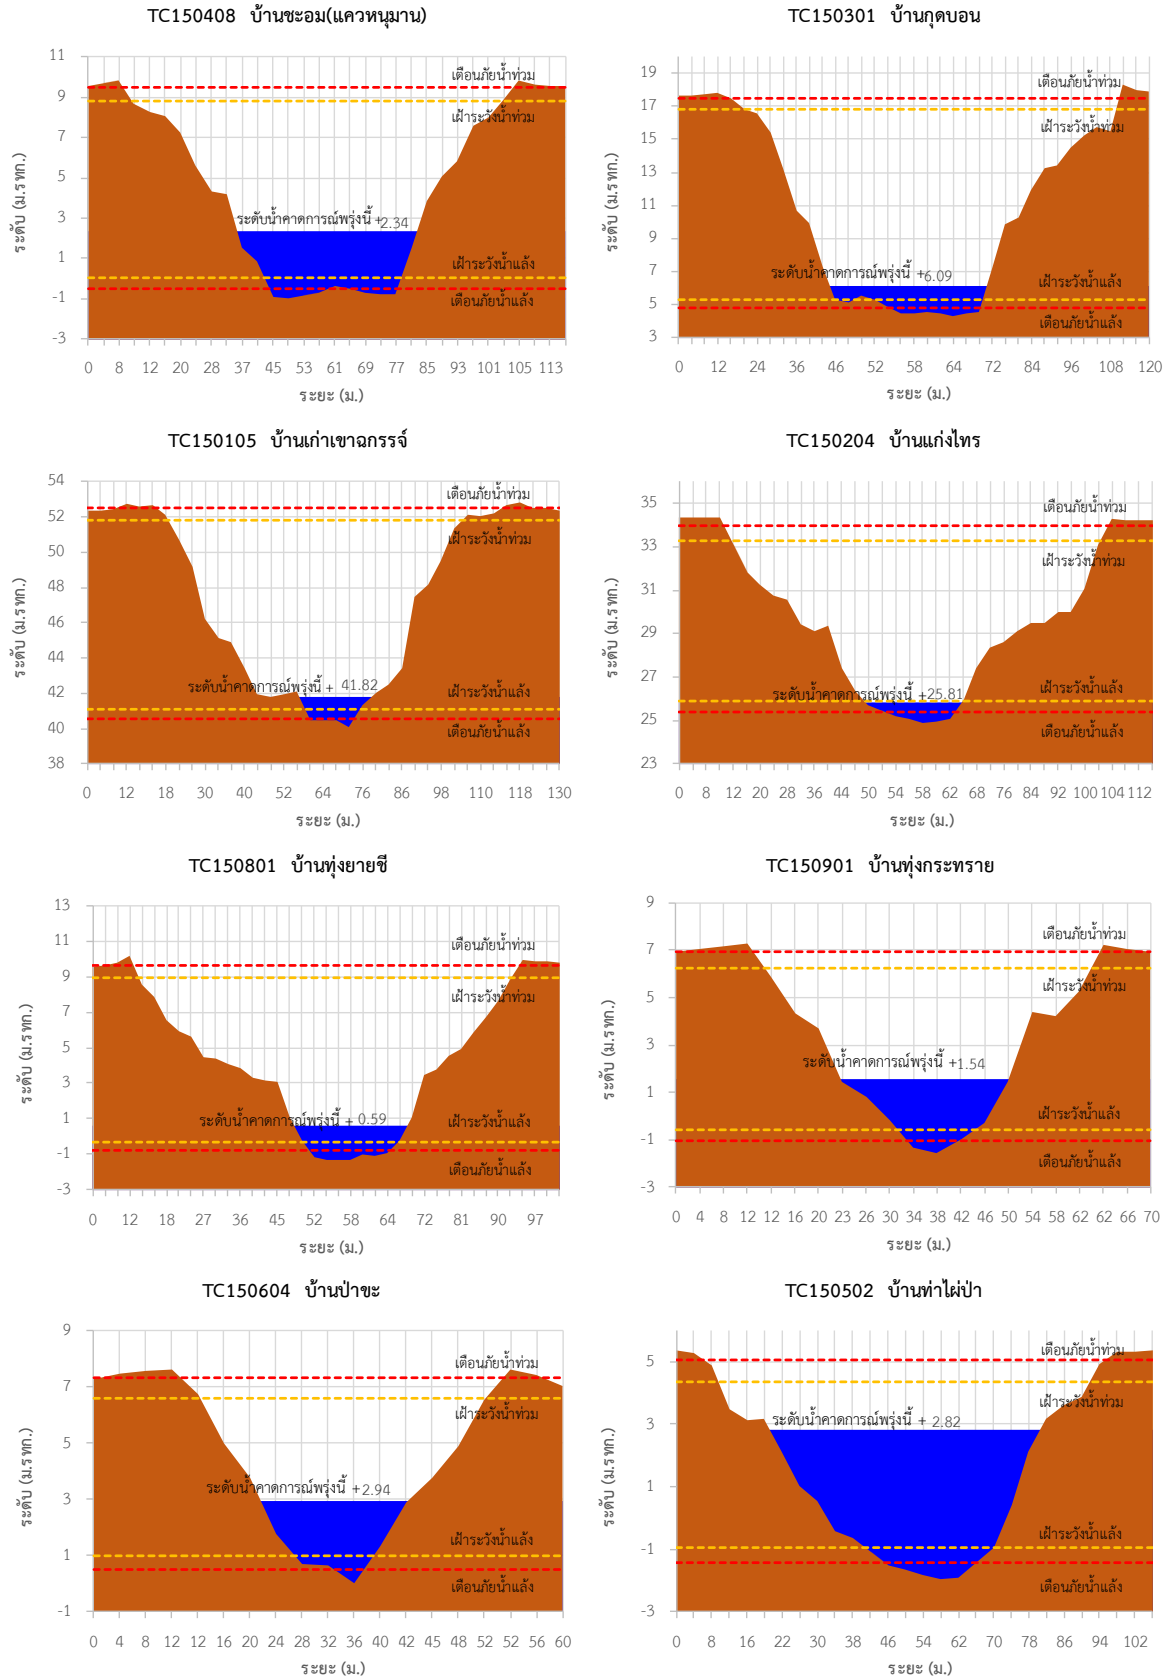 TC150408 บ้านชะอม(แควหนุมาน)
11
9
7
5
3
1
-1
-3
ระดับ (ม.รทก.)
เตือนภัยน้ำท่วม
เฝ้าระวังน้ำท่วม
ระดับน้ำคาดการณ์พรุ่งนี้ +2.34
เฝ้าระวังน้ำแล้ง
เตือนภัยน้ำแล้ง
0 8 12 20 28 37 45 53 61 69 77 85 93 101 105 113
ระยะ (ม.)
TC150301 บ้านกุดบอน
19
17
15
13
11
9
7
5
3
ระดับ (ม.รทก.)
เตือนภัยน้ำท่วม
เฝ้าระวังน้ำท่วม
ระดับน้ำคาดการณ์พรุ่งนี้ +6.09
เฝ้าระวังน้ำแล้ง
เตือนภัยน้ำแล้ง
0 12 24 36 44 52 64 72 84 96 108 120
ระยะ (ม.)
TC150105 บ้านเก่าเขาฉกรรจ์
54
52
50
48
46
44
42
40
38
ระดับ (ม.รทก.)
เตือนภัยน้ำท่วม
เฝ้าระวังน้ำท่วม
ระดับน้ำคาดการณ์พรุ่งนี้ + 41.82
เฝ้าระวังน้ำแล้ง
เตือนภัยน้ำแล้ง
0 12 18 30 40 52 64 74 86 98 110 118 130
ระยะ (ม.)
TC150204 บ้านแก่งไทร
35
33
31
29
27
25
23
ระดับ (ม.รทก.)
เตือนภัยน้ำท่วม
เฝ้าระวังน้ำท่วม
ระดับน้ำคาดการณ์พรุ่งนี้ +25.81
เฝ้าระวังน้ำแล้ง
เตือนภัยน้ำแล้ง
0 8 12 20 28 36 44 50 54 58 62 68 76 84 92 100 104 112
ระยะ (ม.)
TC150801 บ้านทุ่งยายชี
13
11
9
7
5
3
1
-1
-3
ระดับ (ม.รทก.)
เตือนภัยน้ำท่วม
เฝ้าระวังน้ำท่วม
ระดับน้ำคาดการณ์พรุ่งนี้ + 0.59
เฝ้าระวังน้ำแล้ง
เตือนภัยน้ำแล้ง
0 12 18 27 36 44 52 58 64 72 81 90 97
ระยะ (ม.)
TC150901 บ้านทุ่งกระทราย
9
7
5
3
1
-1
-3
ระดับ (ม.รทก.)
เตือนภัยน้ำท่วม
เฝ้าระวังน้ำท่วม
ระดับน้ำคาดการณ์พรุ่งนี้ +1.54
เฝ้าระวังน้ำแล้ง
เตือนภัยน้ำแล้ง
0 4 8 12 12 16 20 23 26 30 34 38 42 46 50 54 58 62 62 66 70
ระยะ (ม.)
TC150604 บ้านป่าขะ
9
7
5
3
1
-1
ระดับ (ม.รทก.)
เตือนภัยน้ำท่วม
เฝ้าระวังน้ำท่วม
ระดับน้ำคาดการณ์พรุ่งนี้ +2.94
เฝ้าระวังน้ำแล้ง
เตือนภัยน้ำแล้ง
0 4 8 12 12 16 20 24 28 32 36 40 42 44 48 52 52 56 60
ระยะ (ม.)
TC150502 บ้านท่าไผ่ป่า
5
3
1
-1
-3
ระดับ (ม.รทก.)
เตือนภัยน้ำท่วม
เฝ้าระวังน้ำท่วม
ระดับน้ำคาดการณ์พรุ่งนี้ + 2.82
เฝ้าระวังน้ำแล้ง
เตือนภัยน้ำแล้ง
0 8 16 22 30 38 46 54 62 70 78 86 94 102
ระยะ (ม.)